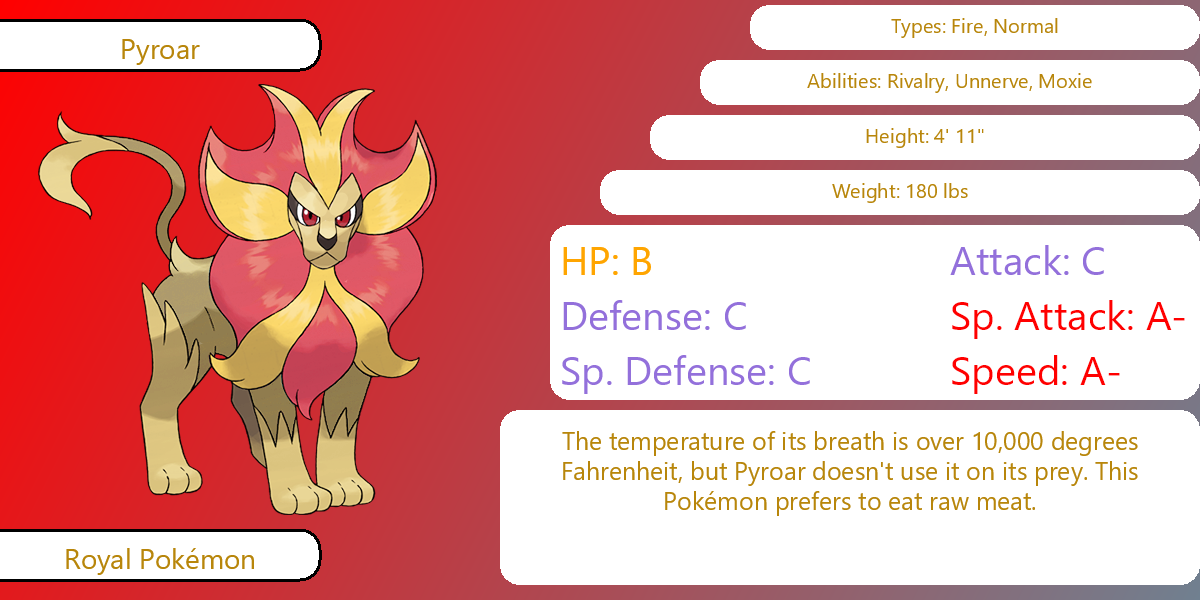 Pyroar
Types: Fire, Normal
Abilities: Rivalry, Unnerve, Moxie
Height: 4' 11"
Weight: 180 lbs
HP: B
Attack: C
Defense: C
Sp. Attack: A-
Sp. Defense: C
Speed: A-
The temperature of its breath is over 10,000 degrees
Fahrenheit, but Pyroar doesn't use it on its prey. This
Pokémon prefers to eat raw meat.
Royal Pokémon